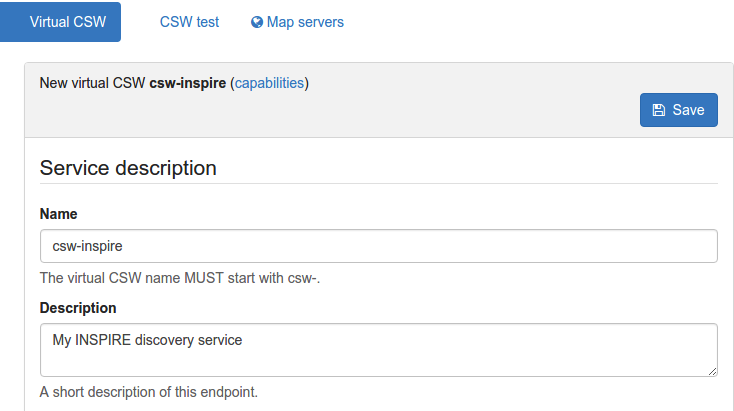 Virtual CSW CSW test Map servers
New virtual CSW csw-inspire (capabilities)
Save
Service description
Name
csw-inspire
The virtual CSW name MUST start with csw-.
Description
My INSPIRE discovery service
A short description of this endpoint.